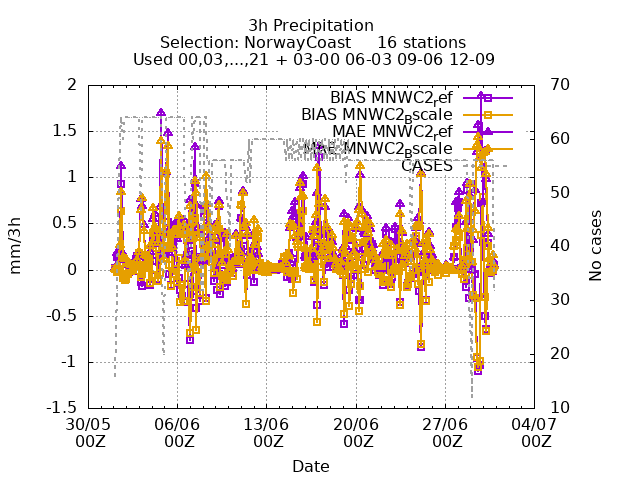 3h Precipitation
Selection: NorwayCoast 16 stations
Used 00,03,...,21 + 03-00 06-03 09-06 12-09
BIAS MNWC2ref
BIAS MNWC2Bscale
MAE MNWC2ref
MAE MNWC2Bscale
CASES
mm/3h
2
1.5
1
0.5
0
-0.5
-1
-1.5
No cases
70
60
50
40
30
20
10
30/05 06/06 13/06 20/06 27/06 04/07
00Z 00Z 00Z 00Z 00Z 00Z
Date